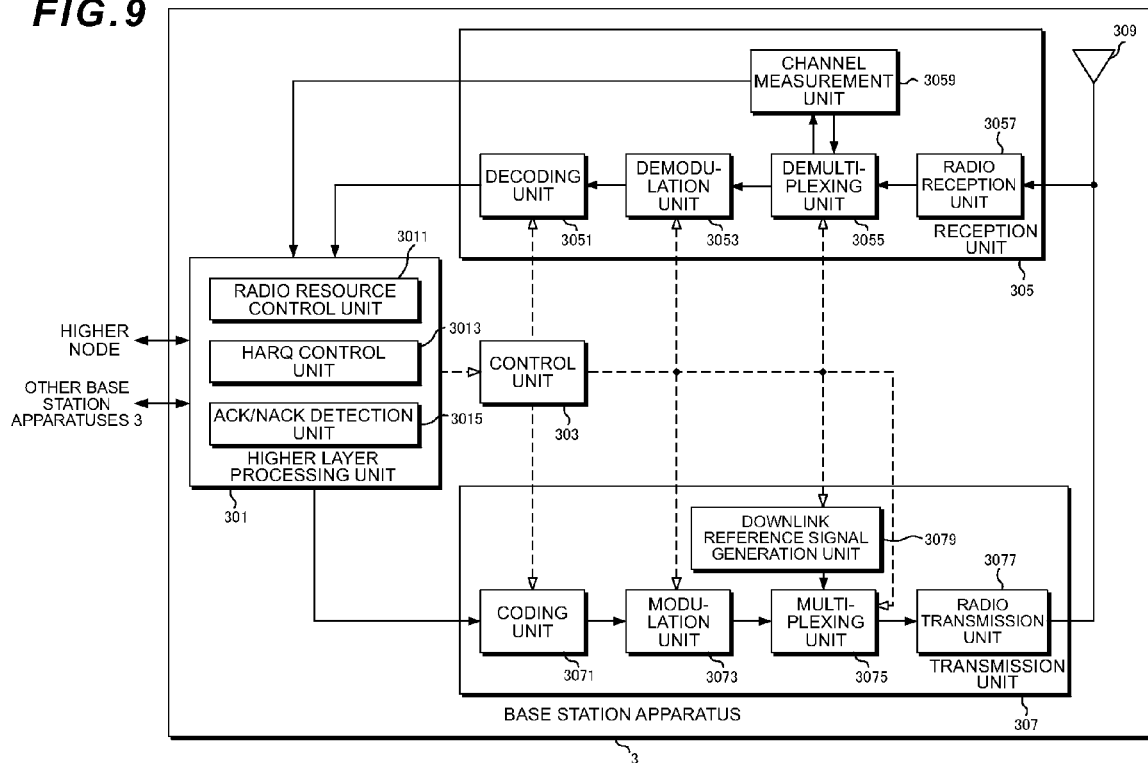 FIG.9
309
CHANNEL
MEASUREMENT
UNIT
3059
3057
DECODING
UNIT
DEMODU-
LATION
UNIT
DEMULTI-
PLEXING
UNIT
RADIO
RECEPTION
UNIT
3051
3053
3055
RECEPTION
UNIT
305
3011
RADIO RESOURCE
CONTROL UNIT
HIGHER
NODE
3013
HARQ CONTROL
UNIT
CONTROL
UNIT
303
OTHER BASE
STATION
APPARATUSES 3
ACK/NACK DETECTION
UNIT
3015
HIGHER LAYER
PROCESSING UNIT
301
DOWNLINK
REFERENCE SIGNAL
GENERATION UNIT
3079
3077
CODING
UNIT
MODU-
LATION
UNIT
MULTI-
PLEXING
UNIT
RADIO
TRANSMISSION
UNIT
3071
3073
3075
TRANSMISSION
UNIT
307
BASE STATION APPARATUS
3